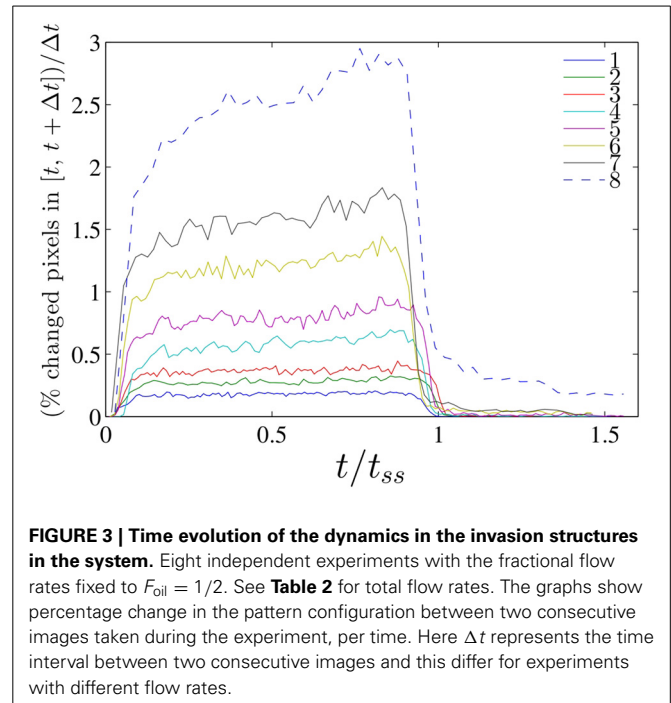 3
2.5
2
1.5
1
0.5
0
(% changed pixels in [t, t + Δt])/Δt
1
2
3
4
5
6
7
8
0 0.5 1 1.5
t/t_ss
FIGURE 3 | Time evolution of the dynamics in the invasion structures
in the system. Eight independent experiments with the fractional flow
rates fixed to F_oil = 1/2. See Table 2 for total flow rates. The graphs show
percentage change in the pattern configuration between two consecutive
images taken during the experiment, per time. Here Δt represents the time
interval between two consecutive images and this differ for experiments
with different flow rates.